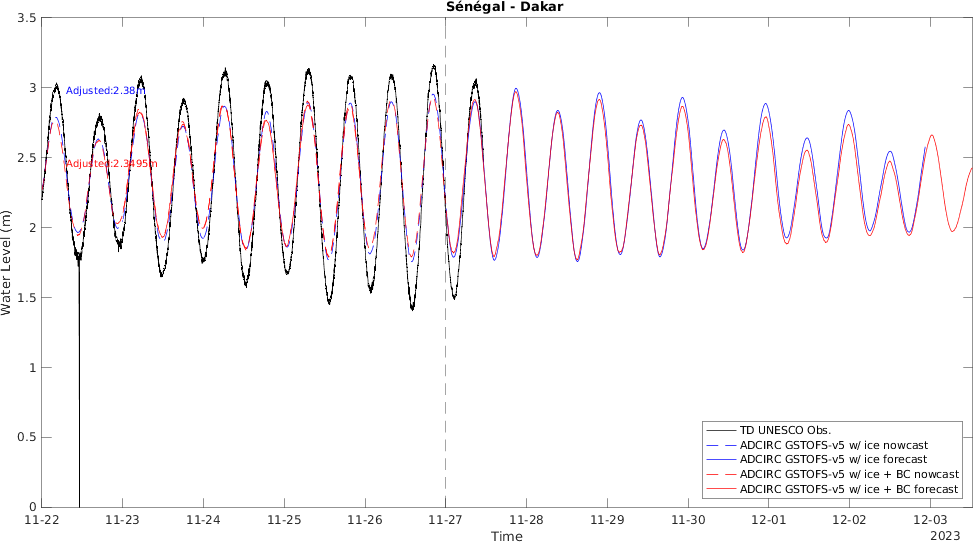 Sénégal - Dakar
3.5
3
Adjusted:2.38m
2.5
Adjusted:2.3495m
2
1.5
1
0.5
0
Water Level (m)
TD UNESCO Obs.
ADCIRC GSTOFS-v5 w/ ice nowcast
ADCIRC GSTOFS-v5 w/ ice forecast
ADCIRC GSTOFS-v5 w/ ice + BC nowcast
ADCIRC GSTOFS-v5 w/ ice + BC forecast
11-22 11-23 11-24 11-25 11-26 11-27 11-28 11-29 11-30 12-01 12-02 12-03
Time
2023